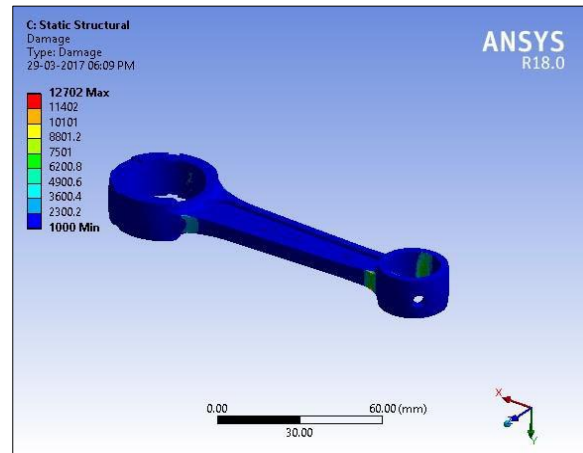 C: Static Structural
Damage
Type: Damage
29-03-2017 06:09 PM
ANSYS
R18.0
12702 Max
11402
10101
8801.2
7501
6200.8
4900.6
3600.4
2300.2
1000 Min
0.00
60.00 (mm)
30.00
X
Y